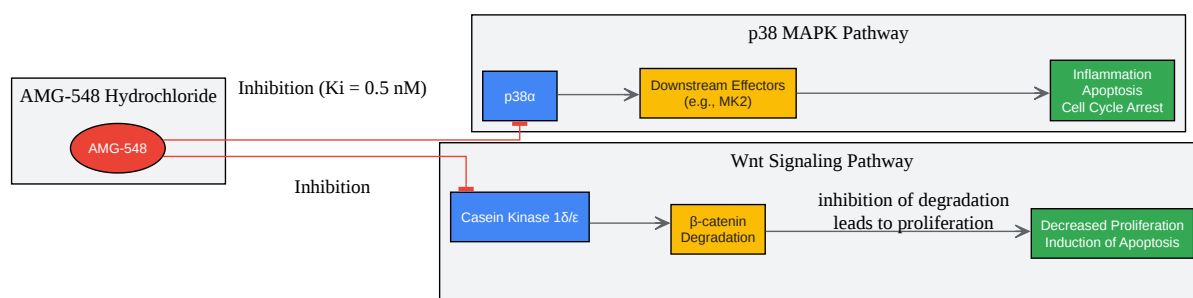 AMG-548 Hydrochloride
AMG-548
Inhibition (Ki = 0.5 nM)
Inhibition
p38 MAPK Pathway
p38α
Downstream Effectors
(e.g., MK2)
Inflammation
Apoptosis
Cell Cycle Arrest
Wnt Signaling Pathway
Casein Kinase 1δ/ε
β-catenin
Degradation
inhibition of degradation
leads to proliferation
Decreased Proliferation
Induction of Apoptosis